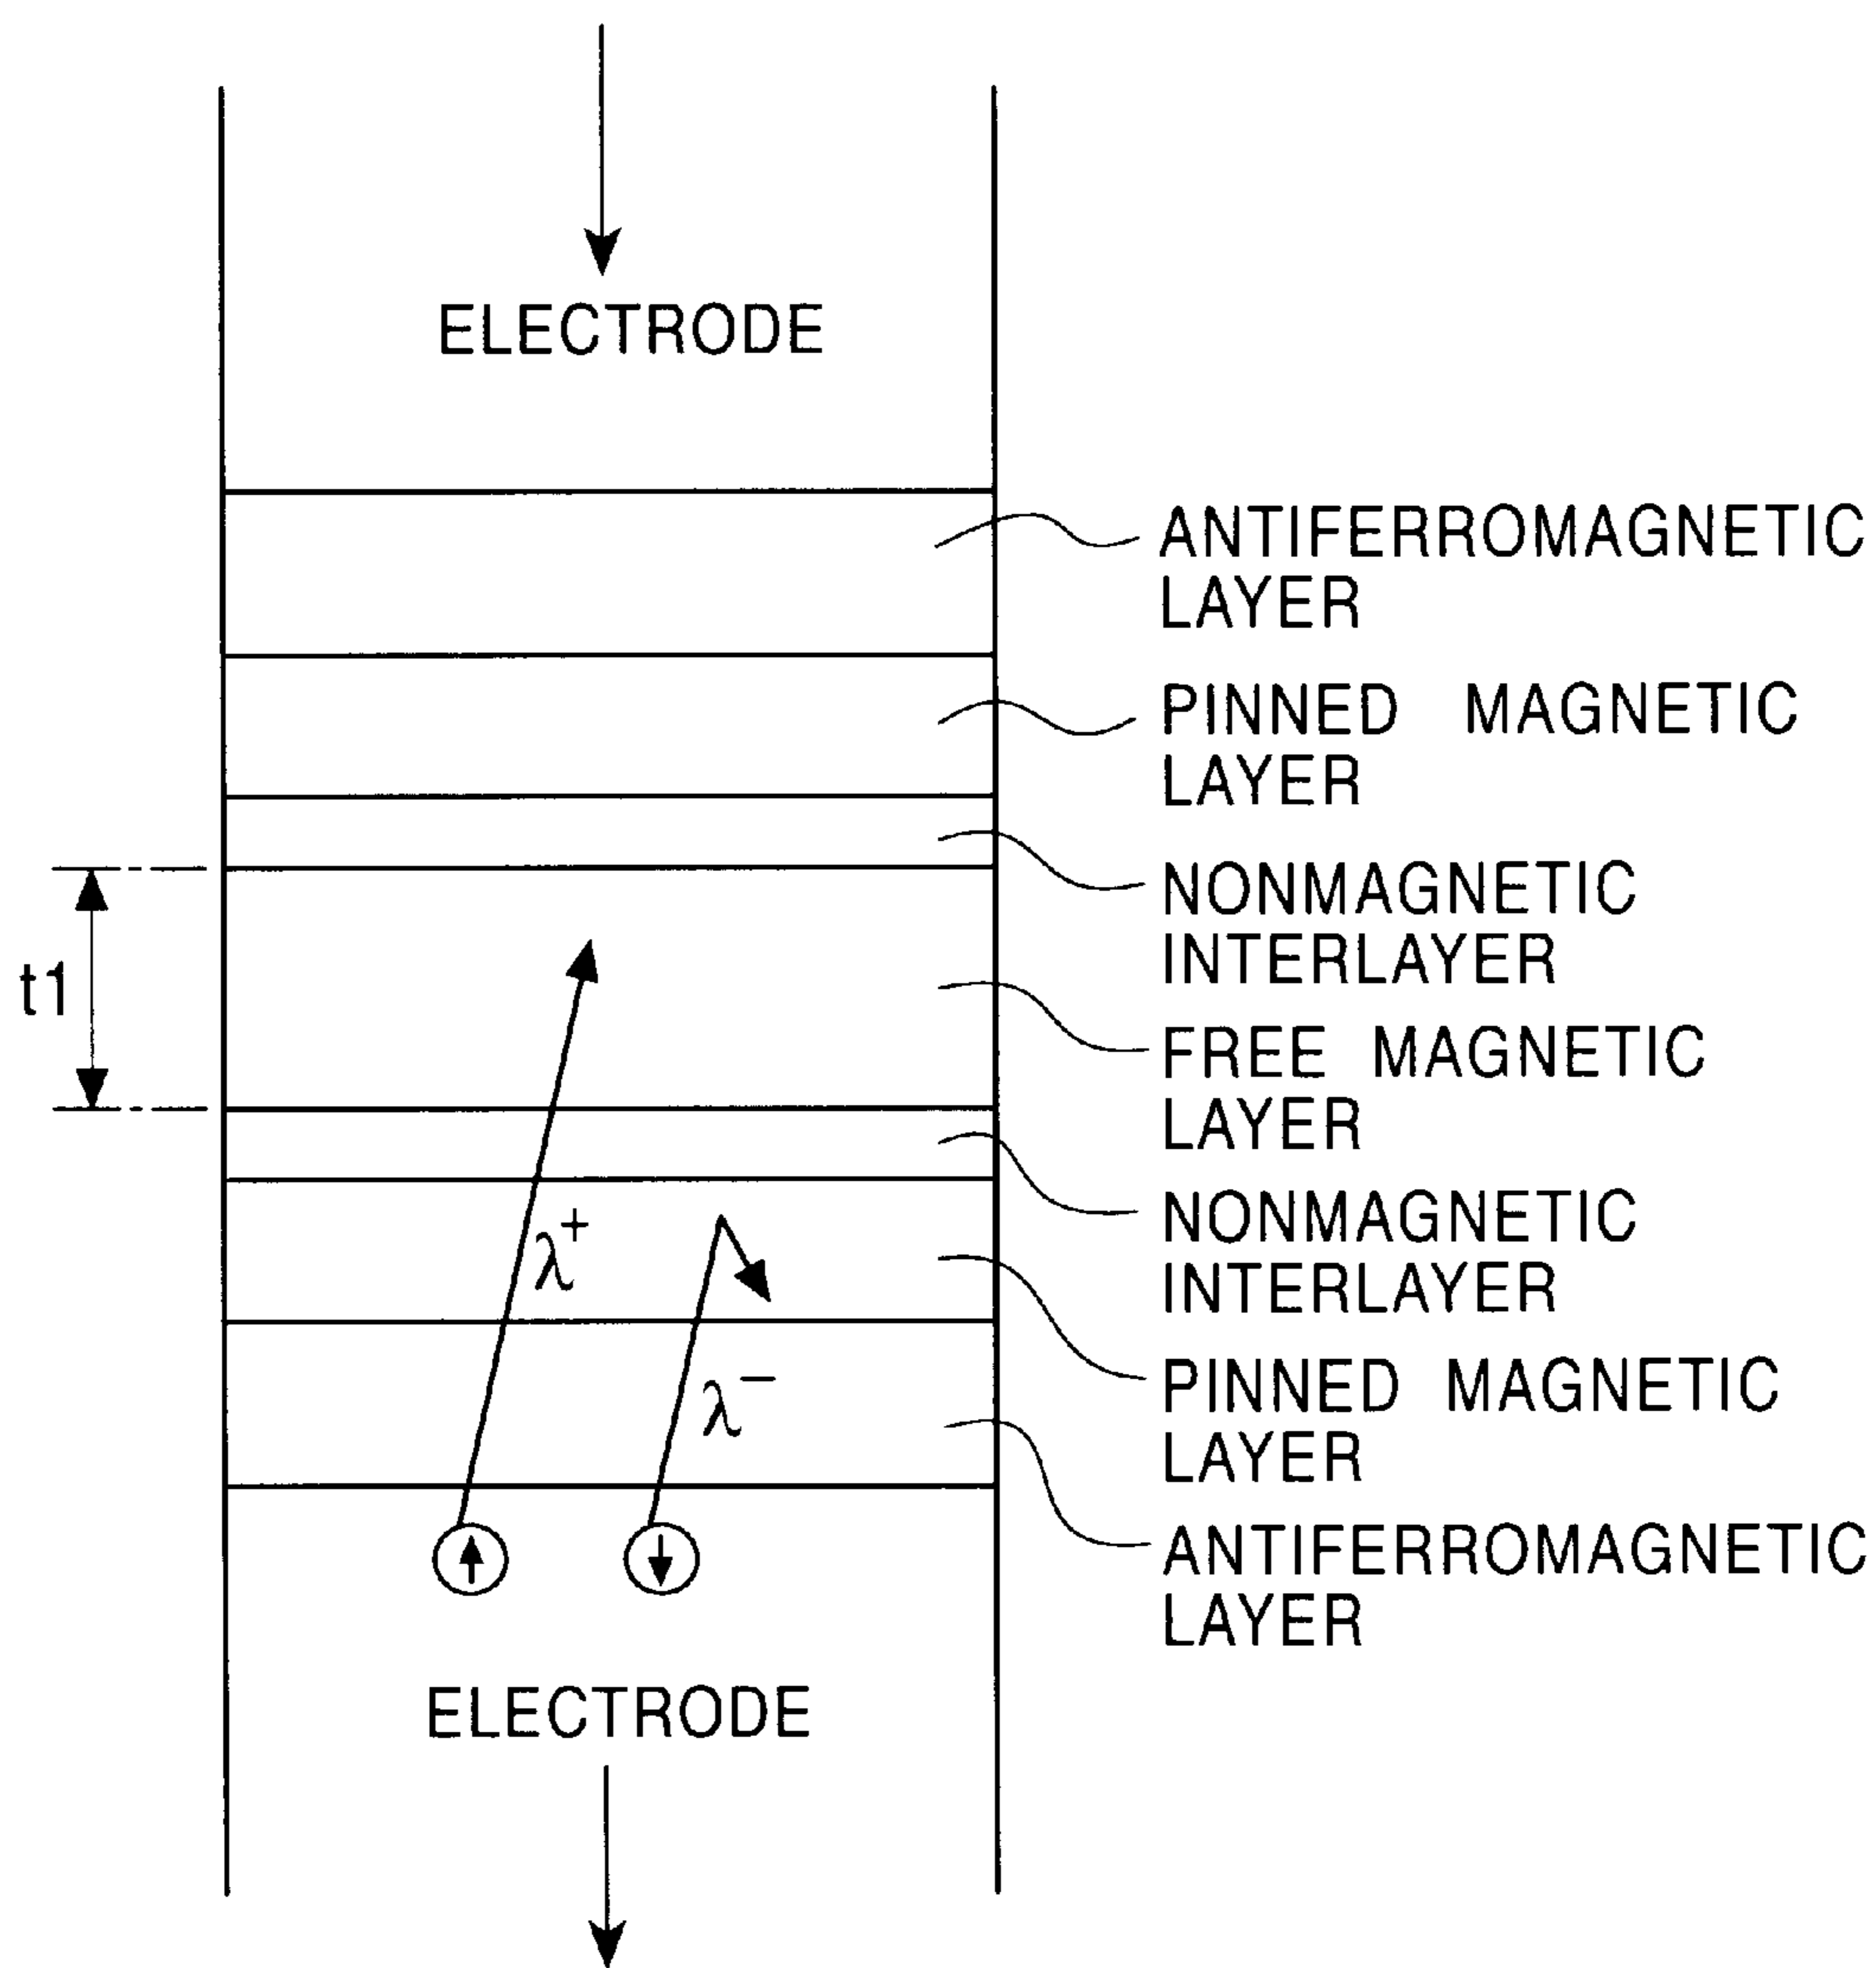 ELECTRODE
ANTIFERROMAGNETIC
LAYER
PINNED MAGNETIC
LAYER
NONMAGNETIC
INTERLAYER
t1
FREE MAGNETIC
LAYER
NONMAGNETIC
INTERLAYER
λ+
PINNED MAGNETIC
LAYER
λ−
ANTIFERROMAGNETIC
LAYER
ELECTRODE